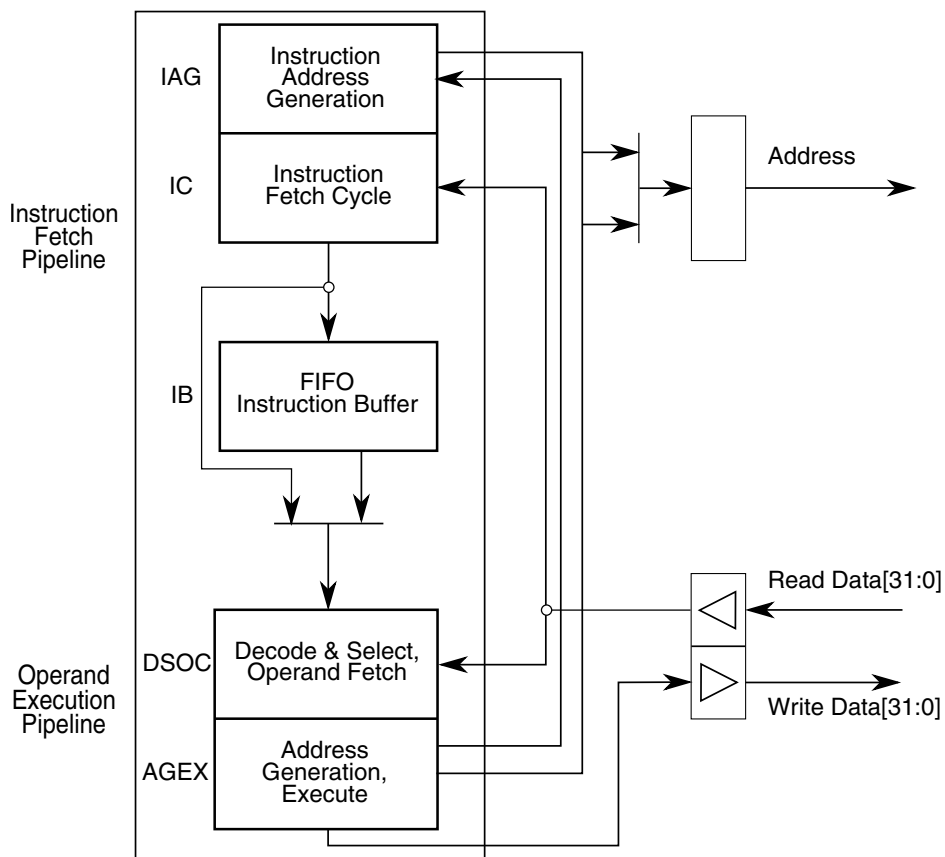 IAG
Instruction
Address
Generation
IC
Instruction
Fetch Cycle
Instruction
Fetch
Pipeline
Address
IB
FIFO
Instruction Buffer
Read Data[31:0]
DSOC
Decode & Select,
Operand Fetch
Operand
Execution
Pipeline
Write Data[31:0]
AGEX
Address
Generation,
Execute